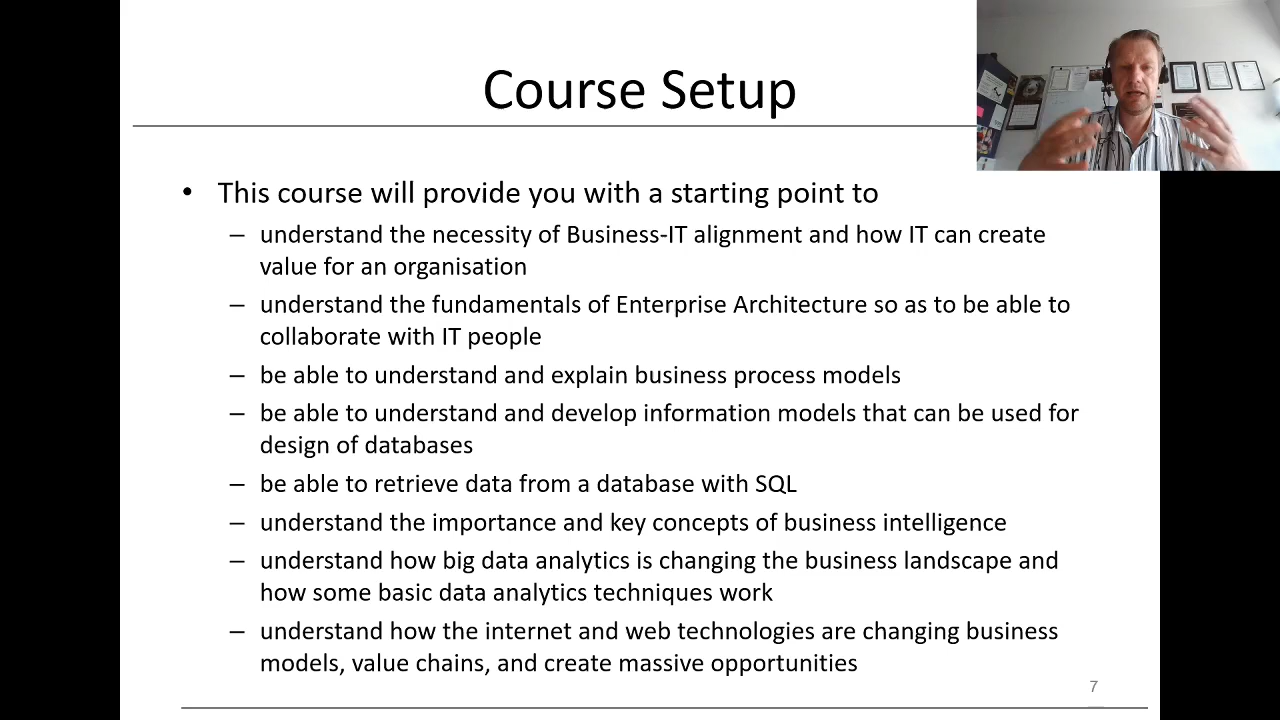 Course Setup
• This course will provide you with a starting point to
– understand the necessity of Business-IT alignment and how IT can create
value for an organisation
– understand the fundamentals of Enterprise Architecture so as to be able to
collaborate with IT people
– be able to understand and explain business process models
– be able to understand and develop information models that can be used for
design of databases
– be able to retrieve data from a database with SQL
– understand the importance and key concepts of business intelligence
– understand how big data analytics is changing the business landscape and
how some basic data analytics techniques work
– understand how the internet and web technologies are changing business
models, value chains, and create massive opportunities
7